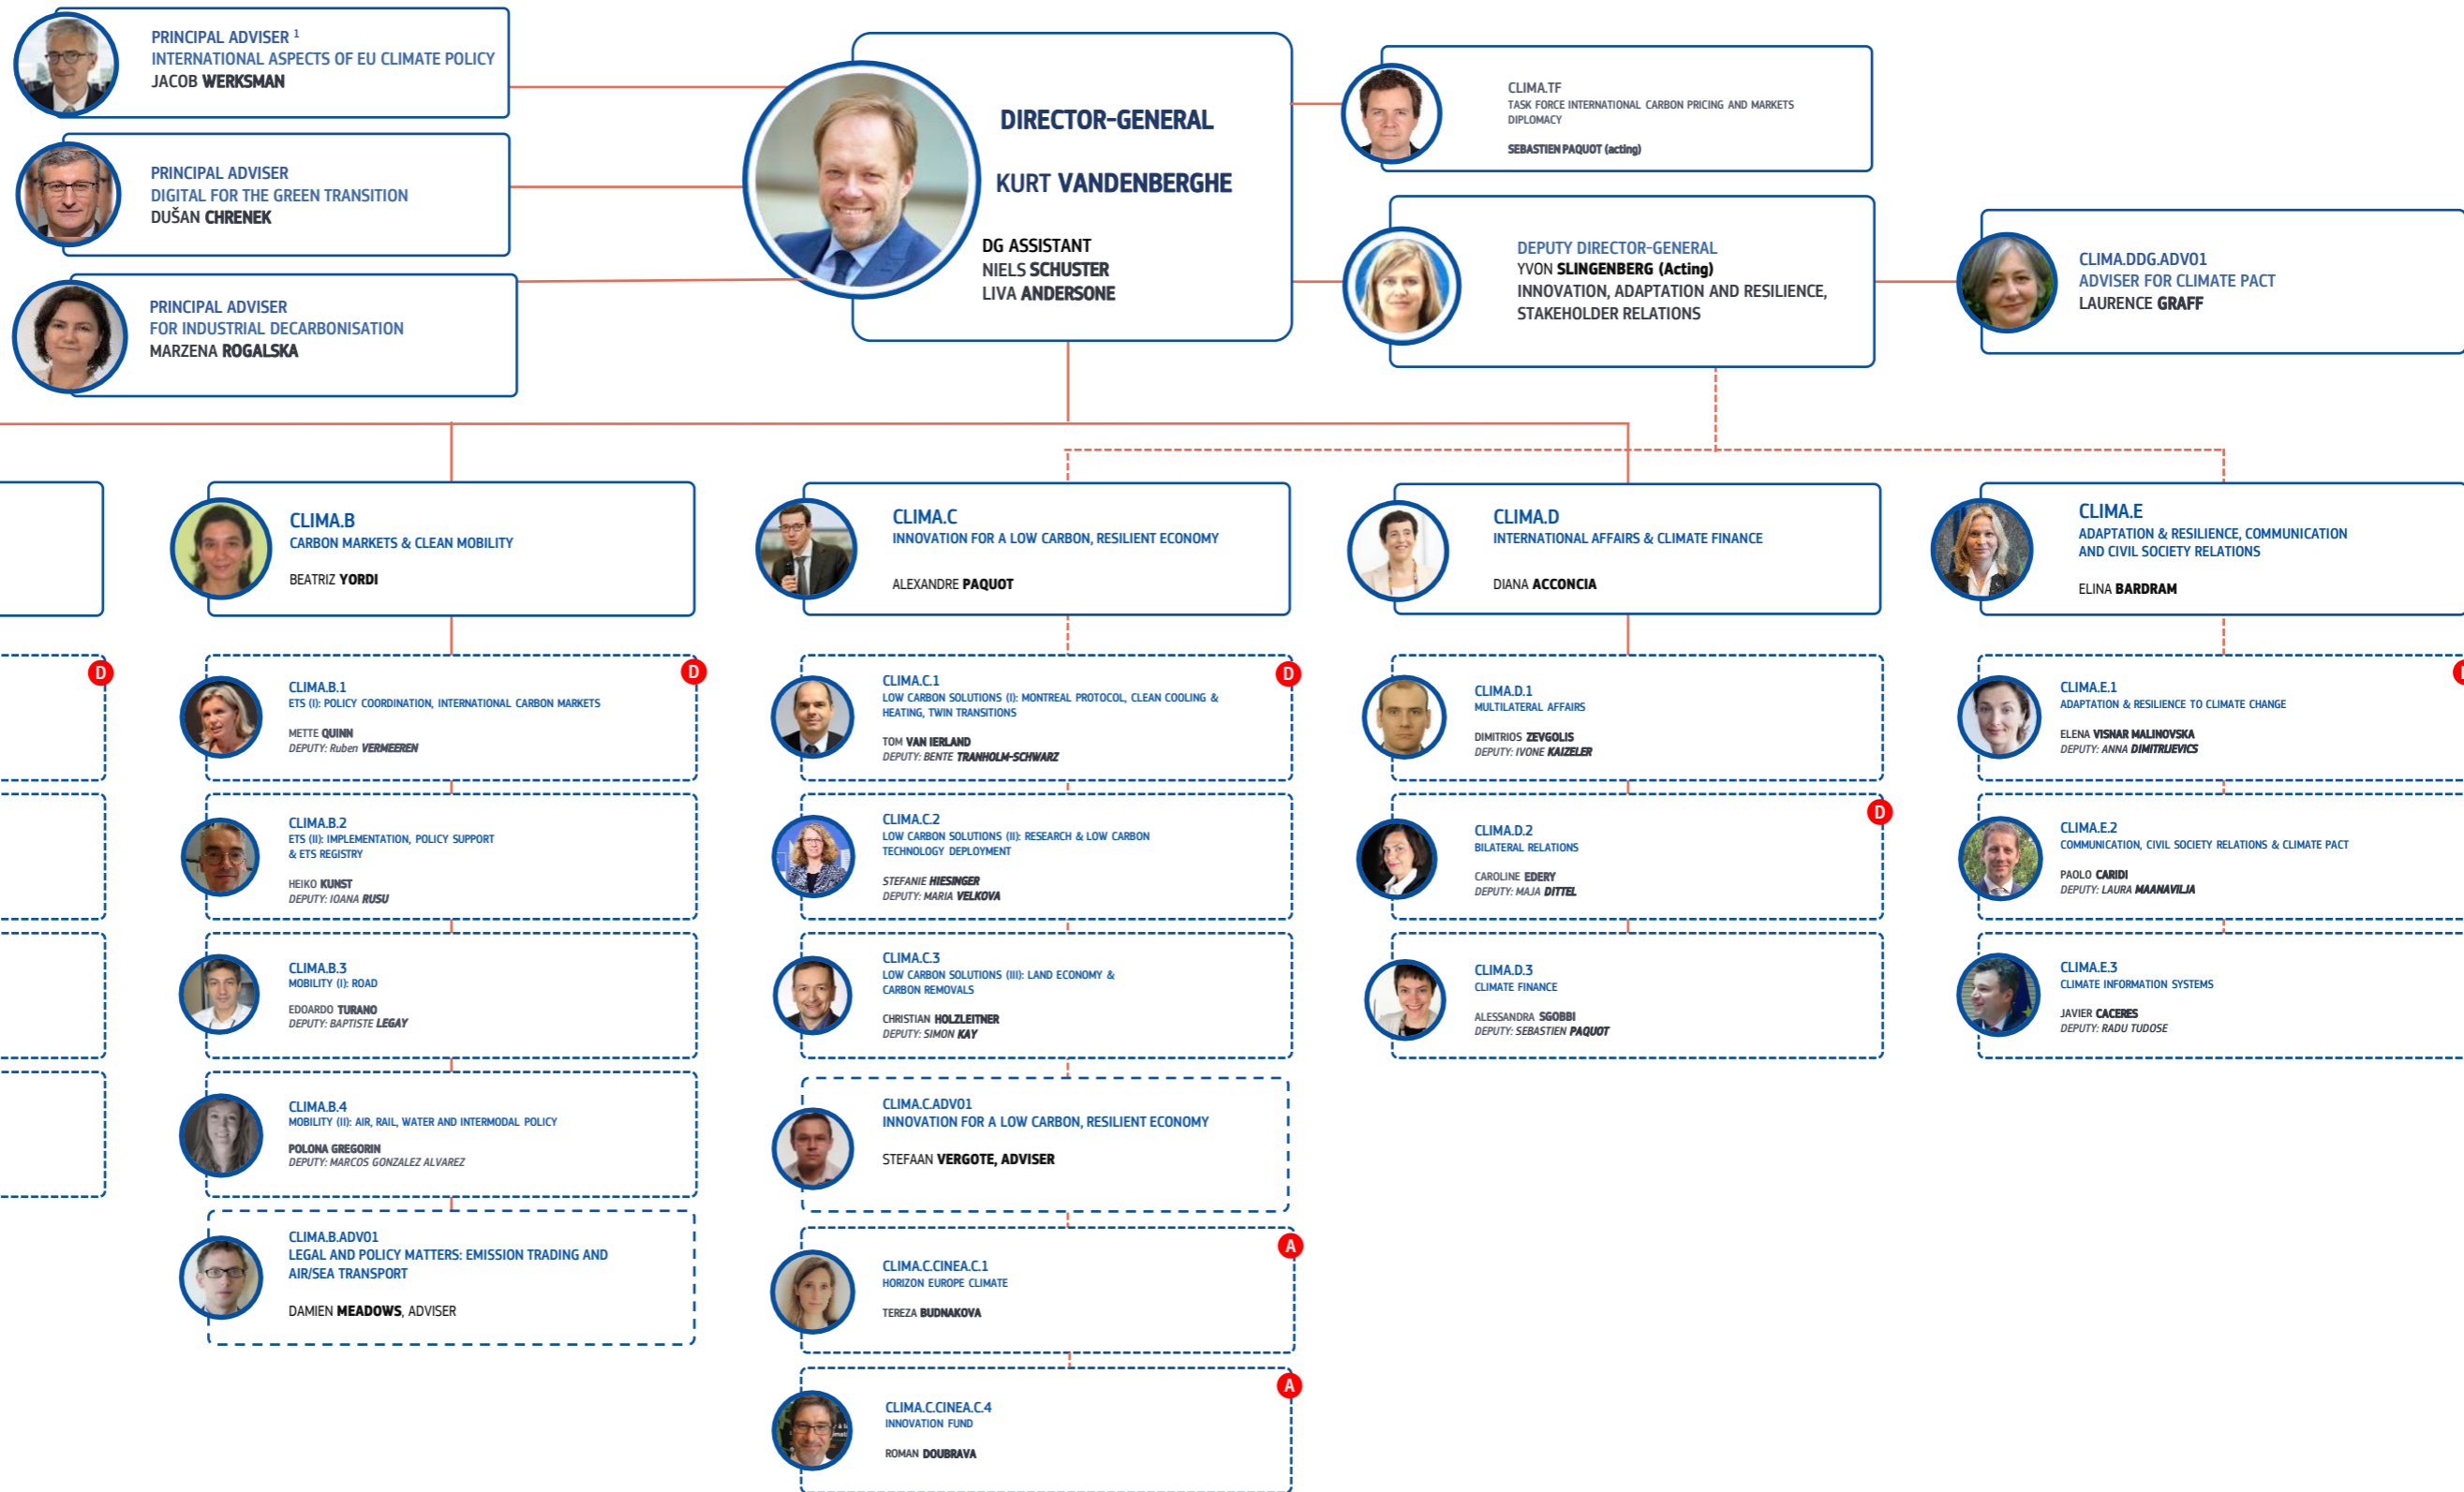 PRINCIPAL ADVISER 1
INTERNATIONAL ASPECTS OF EU CLIMATE POLICY
JACOB WERKSMAN
PRINCIPAL ADVISER
DIGITAL FOR THE GREEN TRANSITION
DUŠAN CHRENEK
PRINCIPAL ADVISER
FOR INDUSTRIAL DECARBONISATION
MARZENA ROGALSKA
DIRECTOR-GENERAL
KURT VANDENBERGHE
DG ASSISTANT
NIELS SCHUSTER
LIVA ANDERSONE
CLIMA.TF
TASK FORCE INTERNATIONAL CARBON PRICING AND MARKETS
DIPLOMACY
SEBASTIEN PAQUOT (acting)
DEPUTY DIRECTOR-GENERAL
YVON SLINGENBERG (Acting)
INNOVATION, ADAPTATION AND RESILIENCE,
STAKEHOLDER RELATIONS
CLIMA.DDG.ADV01
ADVISER FOR CLIMATE PACT
LAURENCE GRAFF
D
CLIMA.B
CARBON MARKETS & CLEAN MOBILITY
BEATRIZ YORDI
D
CLIMA.B.1
ETS (I): POLICY COORDINATION, INTERNATIONAL CARBON MARKETS
METTE QUINN
DEPUTY: Ruben VERMEEREN
CLIMA.B.2
ETS (II): IMPLEMENTATION, POLICY SUPPORT
& ETS REGISTRY
HEIKO KUNST
DEPUTY: IOANA RUSU
CLIMA.B.3
MOBILITY (I): ROAD
EDOARDO TURANO
DEPUTY: BAPTISTE LEGAY
CLIMA.B.4
MOBILITY (II): AIR, RAIL, WATER AND INTERMODAL POLICY
POLONA GREGORIN
DEPUTY: MARCOS GONZALEZ ALVAREZ
CLIMA.B.ADV01
LEGAL AND POLICY MATTERS: EMISSION TRADING AND
AIR/SEA TRANSPORT
DAMIEN MEADOWS, ADVISER
CLIMA.C
INNOVATION FOR A LOW CARBON, RESILIENT ECONOMY
ALEXANDRE PAQUOT
D
CLIMA.C.1
LOW CARBON SOLUTIONS (I): MONTREAL PROTOCOL, CLEAN COOLING &
HEATING, TWIN TRANSITIONS
TOM VAN IERLAND
DEPUTY: BENTE TRANHOLM-SCHWARZ
CLIMA.C.2
LOW CARBON SOLUTIONS (II): RESEARCH & LOW CARBON
TECHNOLOGY DEPLOYMENT
STEFANIE HIESINGER
DEPUTY: MARIA VELKOVA
CLIMA.C.3
LOW CARBON SOLUTIONS (III): LAND ECONOMY &
CARBON REMOVALS
CHRISTIAN HOLZLEITNER
DEPUTY: SIMON KAY
CLIMA.C.ADV01
INNOVATION FOR A LOW CARBON, RESILIENT ECONOMY
STEFAAN VERGOTE, ADVISER
A
CLIMA.C.CINEA.C.1
HORIZON EUROPE CLIMATE
TEREZA BUDNAKOVA
A
CLIMA.C.CINEA.C.4
INNOVATION FUND
ROMAN DOUBRAVA
CLIMA.D
INTERNATIONAL AFFAIRS & CLIMATE FINANCE
DIANA ACCONCIA
CLIMA.D.1
MULTILATERAL AFFAIRS
DIMITRIOS ZEVGOLIS
DEPUTY: IVONE KAIZELER
D
CLIMA.D.2
BILATERAL RELATIONS
CAROLINE EDERY
DEPUTY: MAJA DITTEL
CLIMA.D.3
CLIMATE FINANCE
ALESSANDRA SGOBBI
DEPUTY: SEBASTIEN PAQUOT
CLIMA.E
ADAPTATION & RESILIENCE, COMMUNICATION
AND CIVIL SOCIETY RELATIONS
ELINA BARDRAM
CLIMA.E.1
ADAPTATION & RESILIENCE TO CLIMATE CHANGE
ELENA VISNAR MALINOVSKA
DEPUTY: ANNA DIMITRIJEVICS
CLIMA.E.2
COMMUNICATION, CIVIL SOCIETY RELATIONS & CLIMATE PACT
PAOLO CARIDI
DEPUTY: LAURA MAANAVILJA
CLIMA.E.3
CLIMATE INFORMATION SYSTEMS
JAVIER CACERES
DEPUTY: RADU TUDOSE